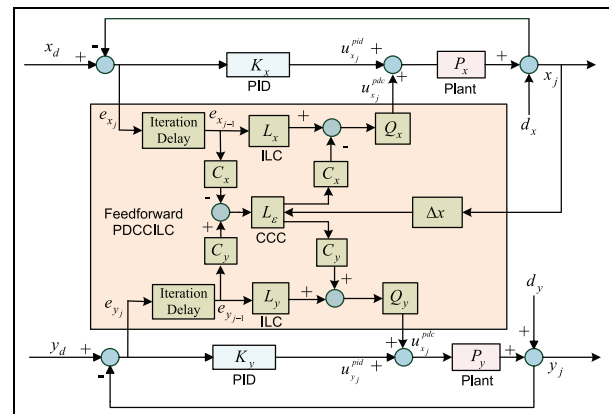 -
x_d + K_x u_{x_j}^{pid} + P_x + x_j
PID Plant
u_{x_j}^{pdc} +
d_x
e_{x_j} Iteration Delay e_{x_{j-1}} L_x + Q_x
ILC -
C_x C_x
-
Feedforward PDCCILC L_ε Δx
+ CCC
C_y C_y
+
e_{y_j} Iteration Delay e_{y_{j-1}} L_y + Q_y d_y
ILC
+ u_{x_j}^{pdc} +
y_d + K_y u_{y_j}^{pid} + P_y + y_j
PID Plant
-